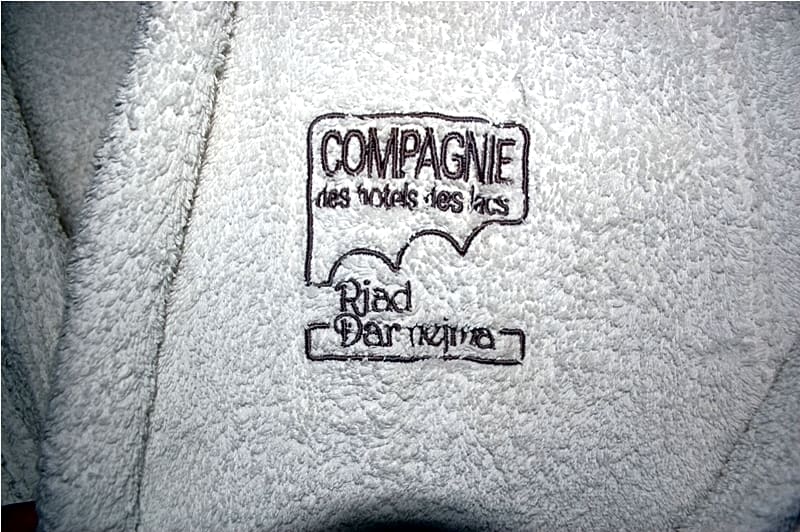 COMPAGNIE
des hotels des lacs
Riad
Dar nejma